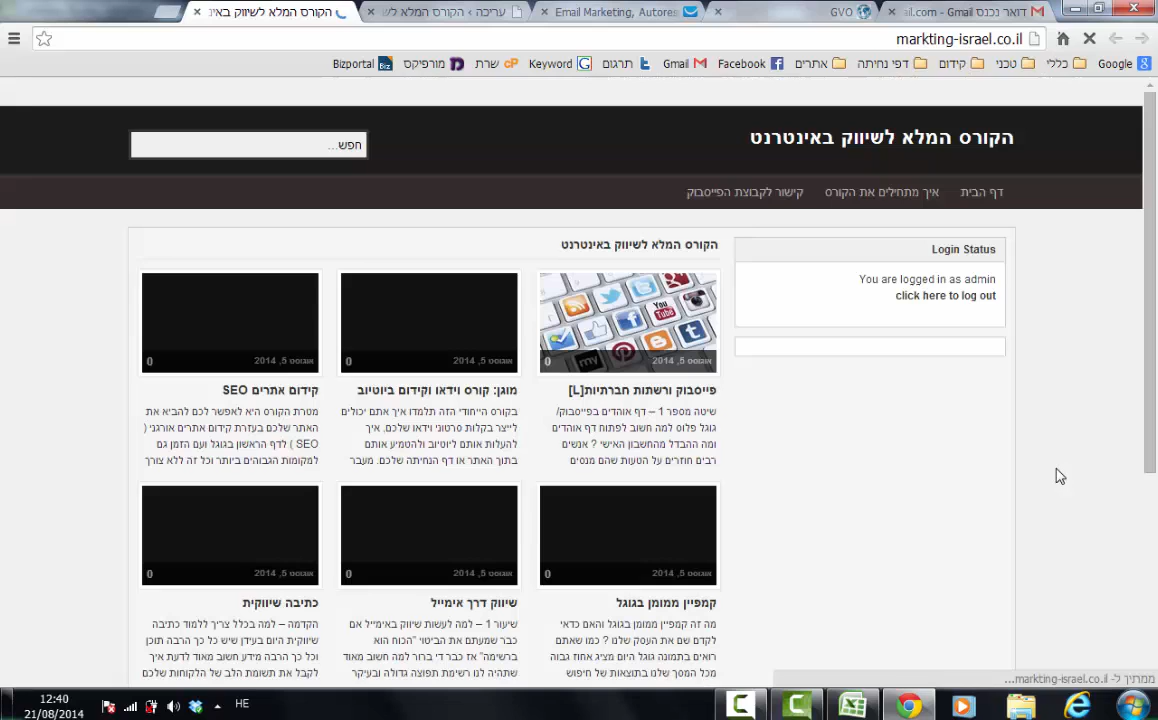 הקורס המלא לשיווק באינט
עריכה › הקורס המלא לש
Email Marketing, Autores
GVO
דואר נכנס il.com - Gmail
markting-israel.co.il
Google
כללי
טכני
קידום
דפי נחיתה
אתרים
Facebook
Gmail
תרגום
Keyword
שרת
מורפיקס
Bizportal
הקורס המלא לשיווק באינטרנט
חפש...
דף הבית
איך מתחילים את הקורס
קישור לקבוצת הפייסבוק
Login Status
You are logged in as admin
click here to log out
הקורס המלא לשיווק באינטרנט
אוגוסט 5, 2014
0
פייסבוק ורשתות חברתיות[L]
שיטה מספר 1 – דף אוהדים בפייסבוק/
גוגל פלוס למה חשוב לפתוח דף אוהדים
ומה ההבדל מהחשבון האישי ? אנשים
רבים חוזרים על הטעות שהם מנסים
אוגוסט 5, 2014
0
מוגן: קורס וידאו וקידום ביוטיוב
בקורס הייחודי הזה תלמדו איך אתם יכולים
לייצר בקלות סרטוני וידאו שלכם, איך
להעלות אותם ליוטיוב ולהטמיע אותם
בתוך האתר או דף הנחיתה שלכם. מעבר
אוגוסט 5, 2014
0
קידום אתרים SEO
מטרת הקורס היא לאפשר לכם להביא את
האתר שלכם בעזרת קידום אתרים אורגני (
SEO ) לדף הראשון בגוגל ועם הזמן גם
למקומות הגבוהים ביותר וכל זה ללא צורך
אוגוסט 5, 2014
0
קמפיין ממומן בגוגל
מה זה קמפיין ממומן בגוגל והאם כדאי
לקדם שם את העסק שלנו ? כמו שאתם
רואים בתמונה גוגל היום מציג אחוז גבוה
מכל המסך שלנו בתוצאות של חיפוש
אוגוסט 5, 2014
0
שיווק דרך אימייל
שיעור 1 – למה לעשות שיווק באימייל אם
כבר שמעתם את הביטוי "הכוח הוא
ברשימה" אז כבר די ברור למה חשוב מאוד
שתהיה לנו רשימת תפוצה גדולה ובעיקר
אוגוסט 5, 2014
0
כתיבה שיווקית
הקדמה – למה בכלל צריך ללמוד כתיבה
שיווקית היום בעידן שיש כל כך הרבה תוכן
וכל כך הרבה מידע חשוב מאוד לדעת איך
לקבל את תשומת הלב של הלקוחות שלכם
ממתין ל- markting-israel.co.il...
HE
12:40
21/08/2014